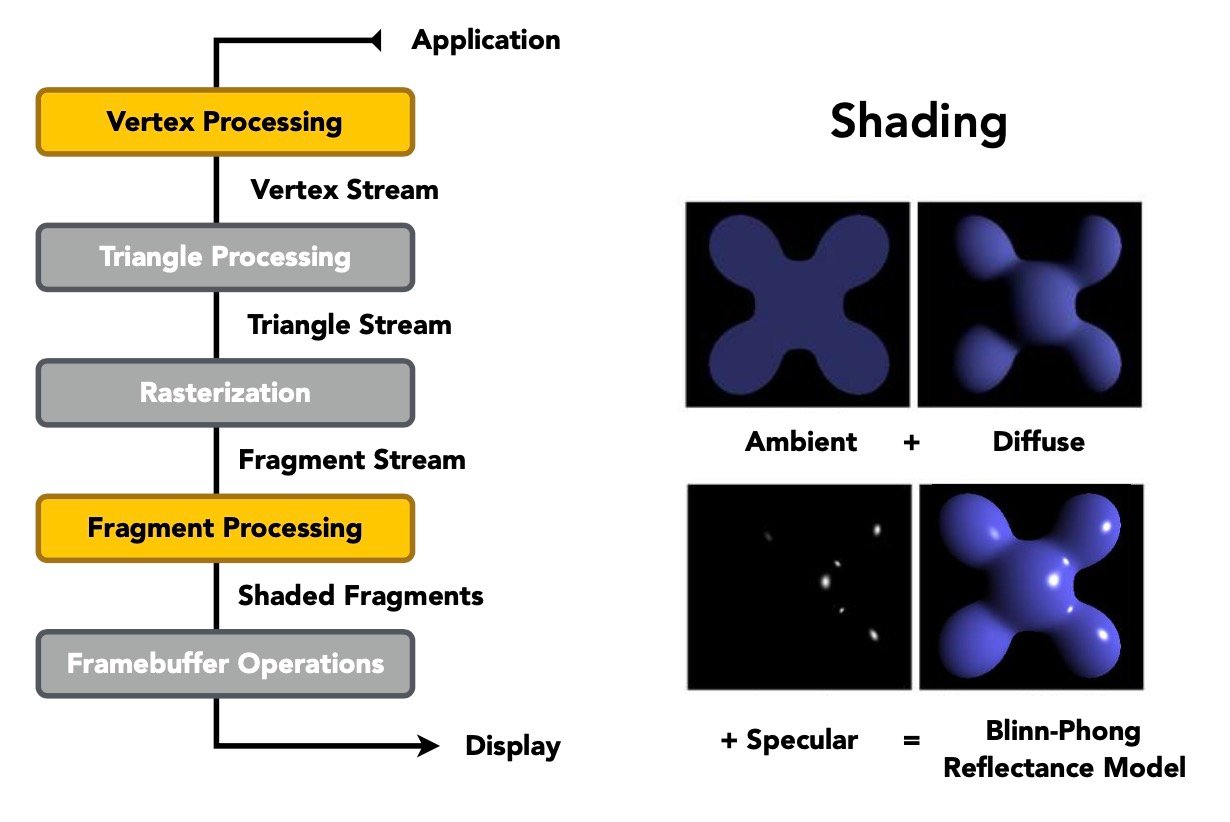 Application
Vertex Processing
Vertex Stream
Triangle Processing
Triangle Stream
Rasterization
Fragment Stream
Fragment Processing
Shaded Fragments
Framebuffer Operations
Display
Shading
Ambient + Diffuse
+ Specular = Blinn-Phong
Reflectance Model